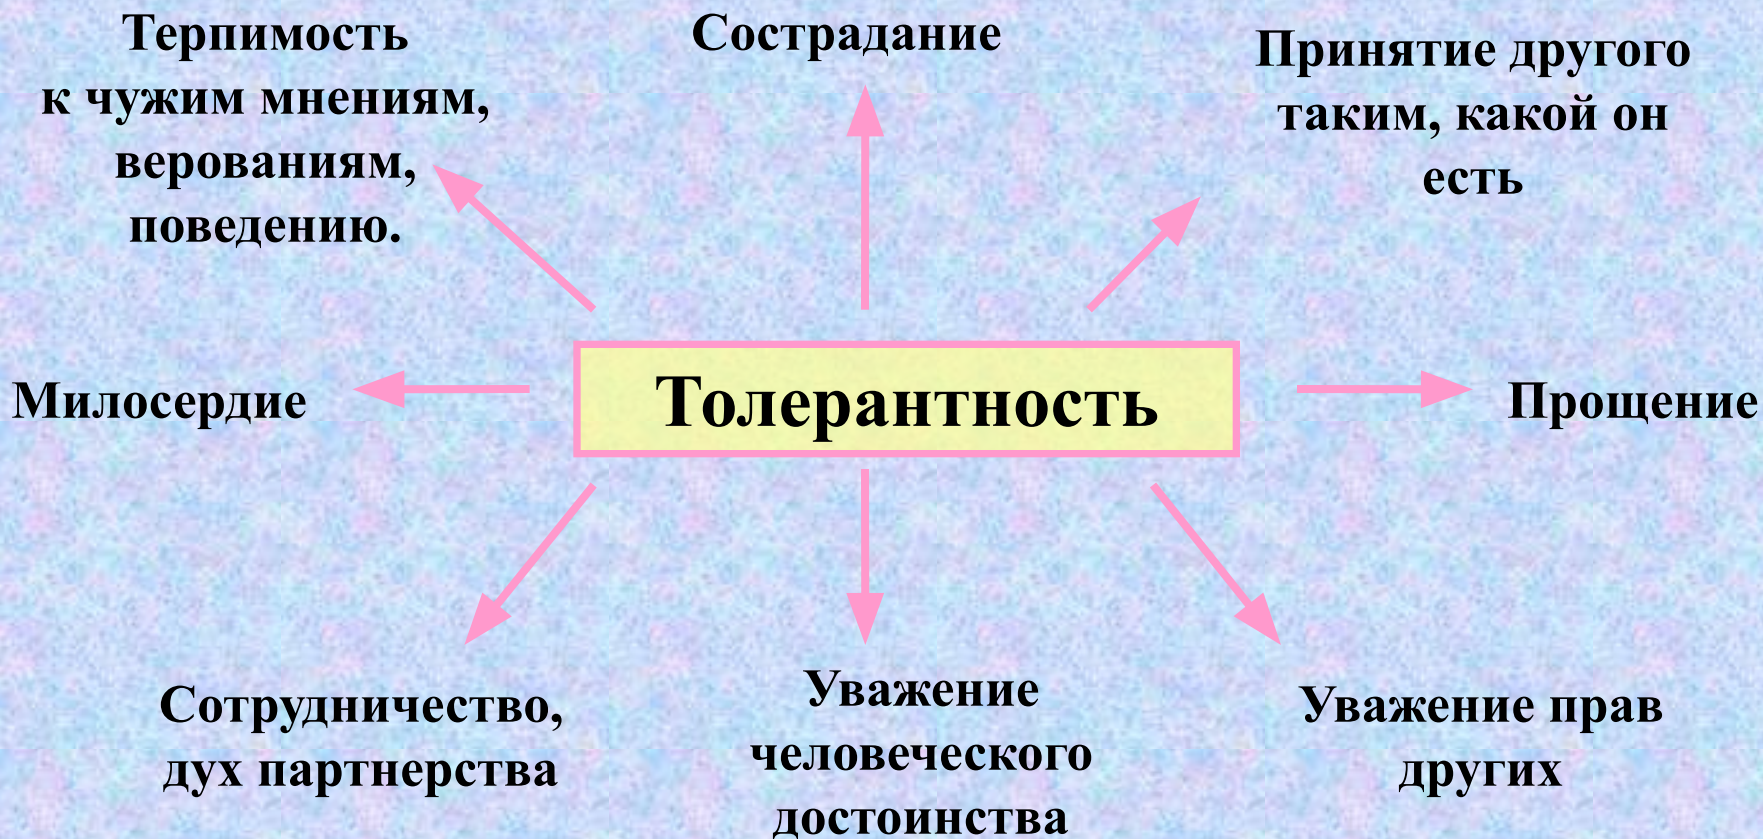 Терпимость
к чужим мнениям,
верованиям,
поведению.
Сострадание
Принятие другого
таким, какой он
есть
Милосердие
Толерантность
Прощение
Сотрудничество,
дух партнерства
Уважение
человеческого
достоинства
Уважение прав
других